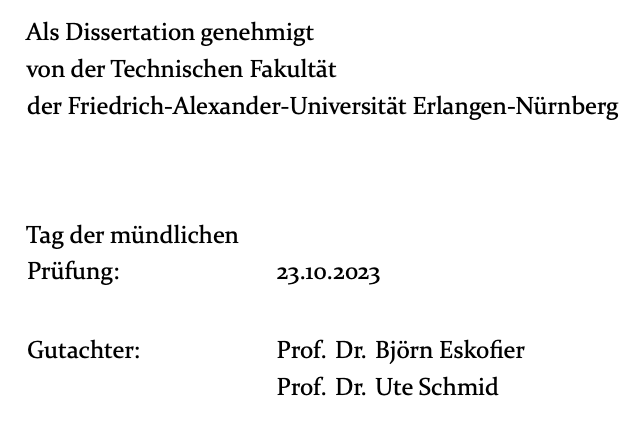 Als Dissertation genehmigt
von der Technischen Fakultät
der Friedrich-Alexander-Universität Erlangen-Nürnberg
Tag der mündlichen
Prüfung: 23.10.2023
Gutachter: Prof. Dr. Björn Eskofier
Prof. Dr. Ute Schmid